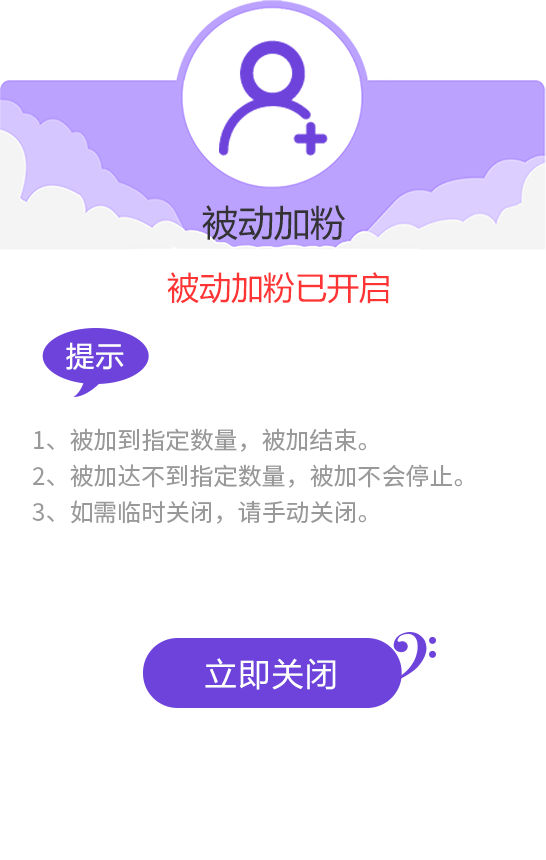 被动加粉
被动加粉已开启
提示
1、被加到指定数量，被加结束。
2、被加达不到指定数量，被加不会停止。
3、如需临时关闭，请手动关闭。
立即关闭